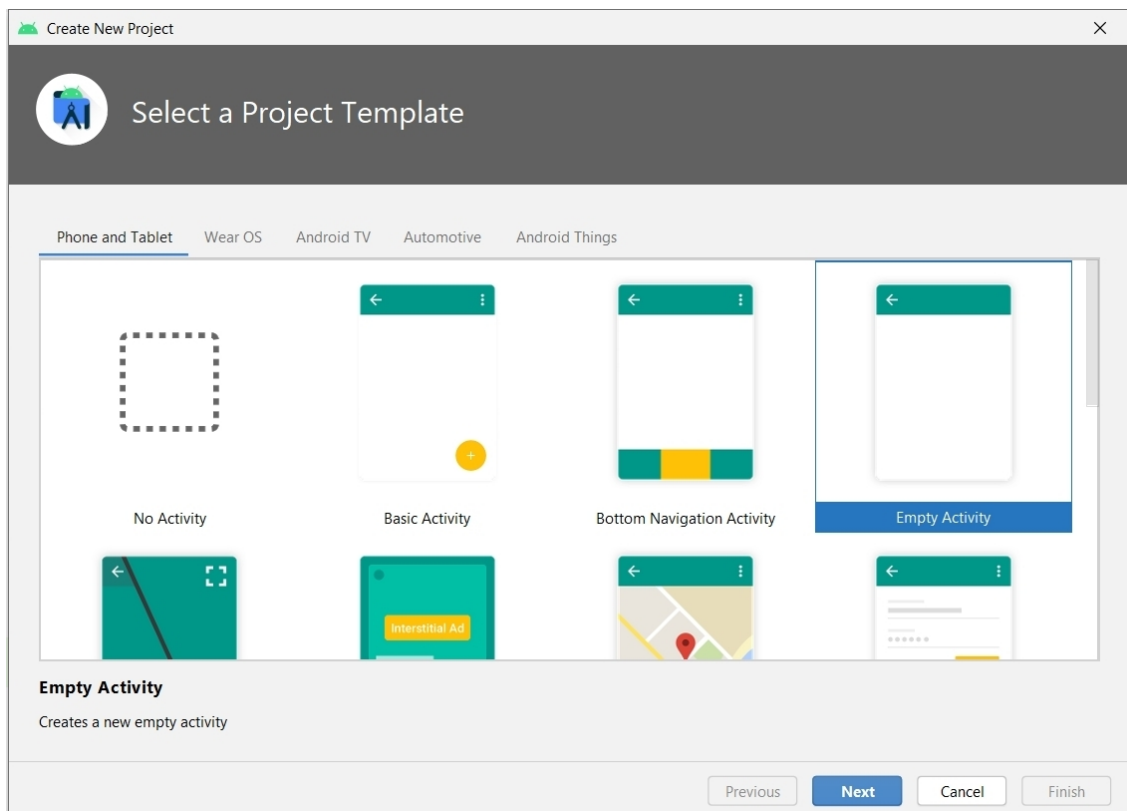 Create New Project
Select a Project Template
Phone and Tablet Wear OS Android TV Automotive Android Things
No Activity Basic Activity Bottom Navigation Activity Empty Activity
Interstitial Ad
Empty Activity
Creates a new empty activity
Previous Next Cancel Finish